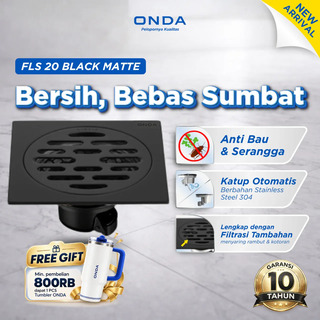 ONDA
Pelopornya Kualitas
NEW
ARRIVAL
FLS 20 BLACK MATTE
Bersih, Bebas Sumbat
Anti Bau
& Serangga
Katup Otomatis
Berbahan Stainless
Steel 304
Lengkap dengan
Filtrasi Tambahan
menyaring rambut & kotoran
FREE GIFT
Min. pembelian
800RB
dapat 1 PCS
Tumbler ONDA
ONDA
GARANSI
10
TAHUN